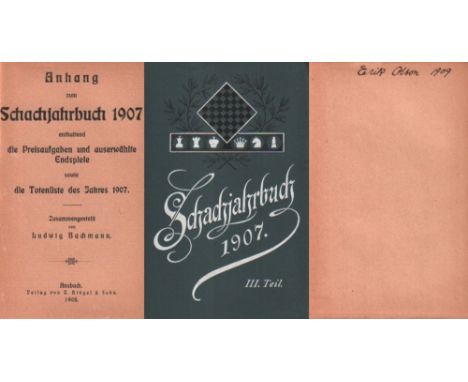 Anhang
zum
Schachjahrbuch 1907
enthaltend
die Preisaufgaben und auserwählte
Endspiele
sowie
die Totenliste des Jahres 1907.
Zusammengestellt
von
Ludwig Bachmann.
Ansbach.
Verlag von C. Brügel & Sohn.
1908.
Schachjahrbuch
1907.
III. Teil.
Erik Olson 1909